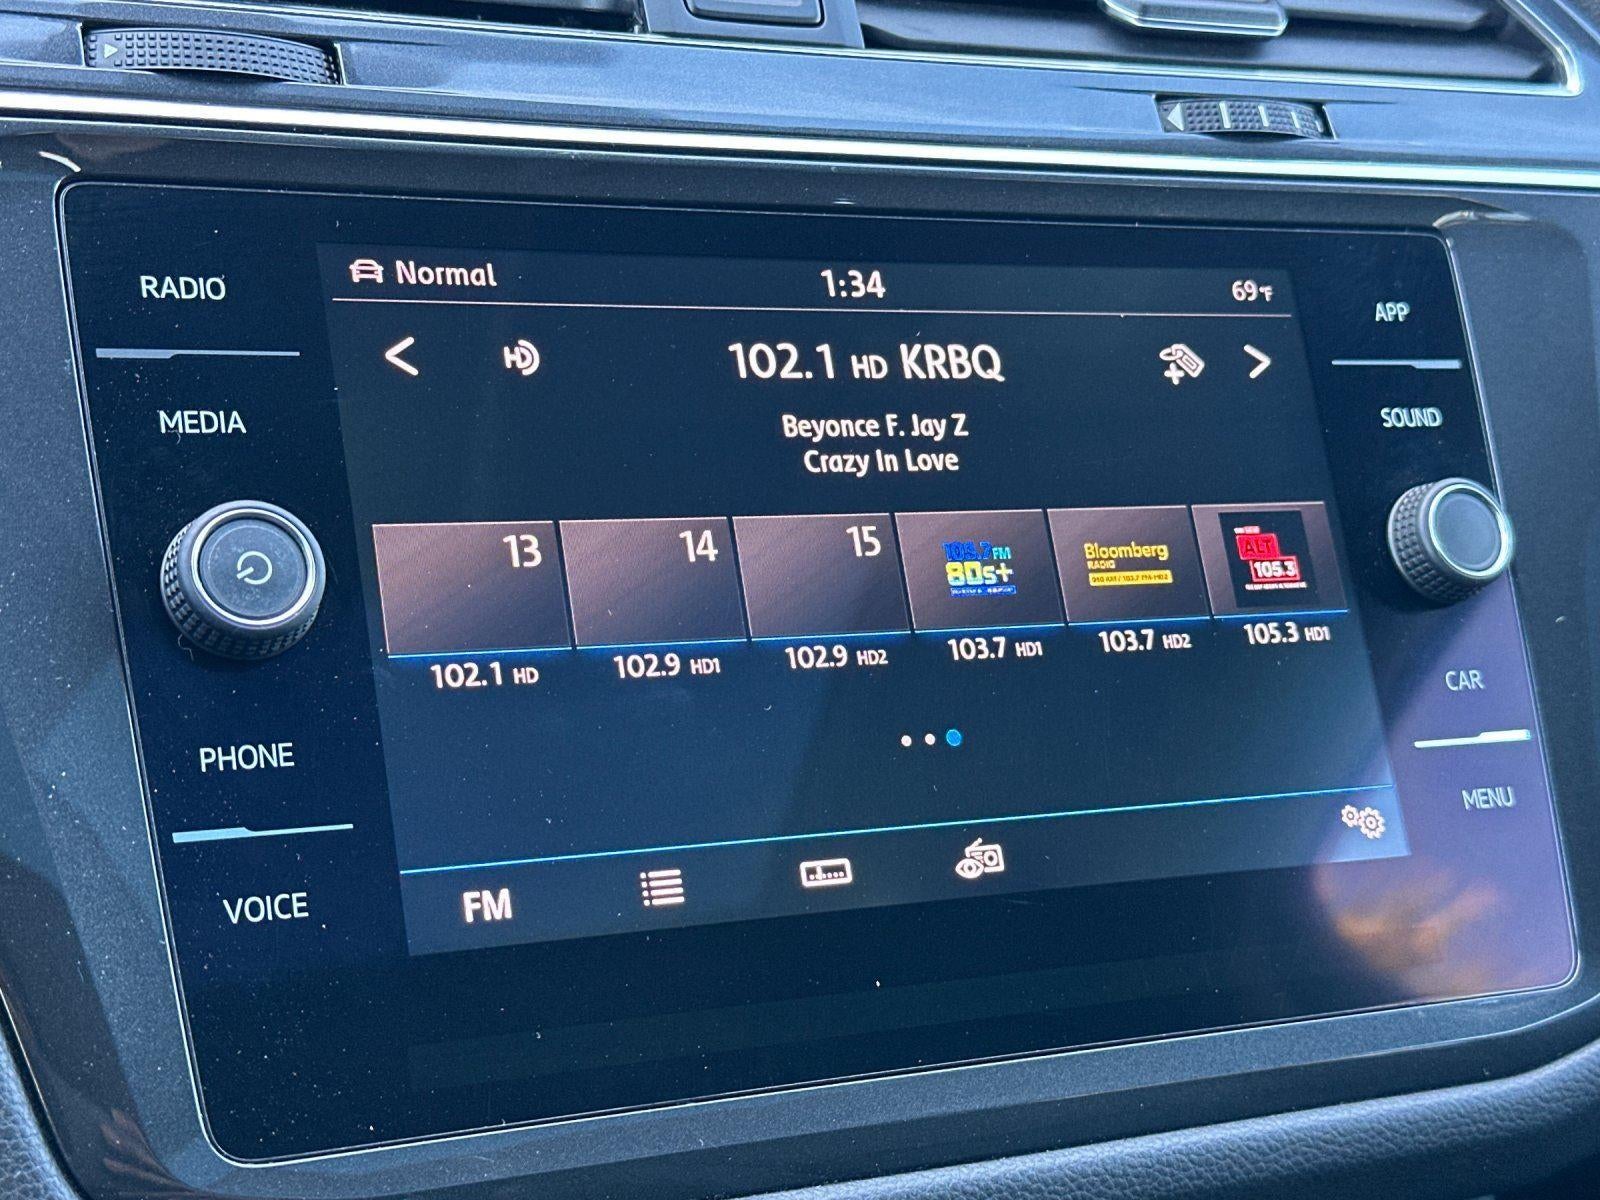 RADIO
MEDIA
PHONE
VOICE
Normal
1:34
69°F
HD
102.1 HD KRBQ
Beyonce F. Jay Z
Crazy In Love
13
14
15
103.7 FM
80s+
Bloomberg
RADIO
ALT
105.3
102.1 HD
102.9 HD1
102.9 HD2
103.7 HD1
103.7 HD2
105.3 HD1
FM
APP
SOUND
CAR
MENU